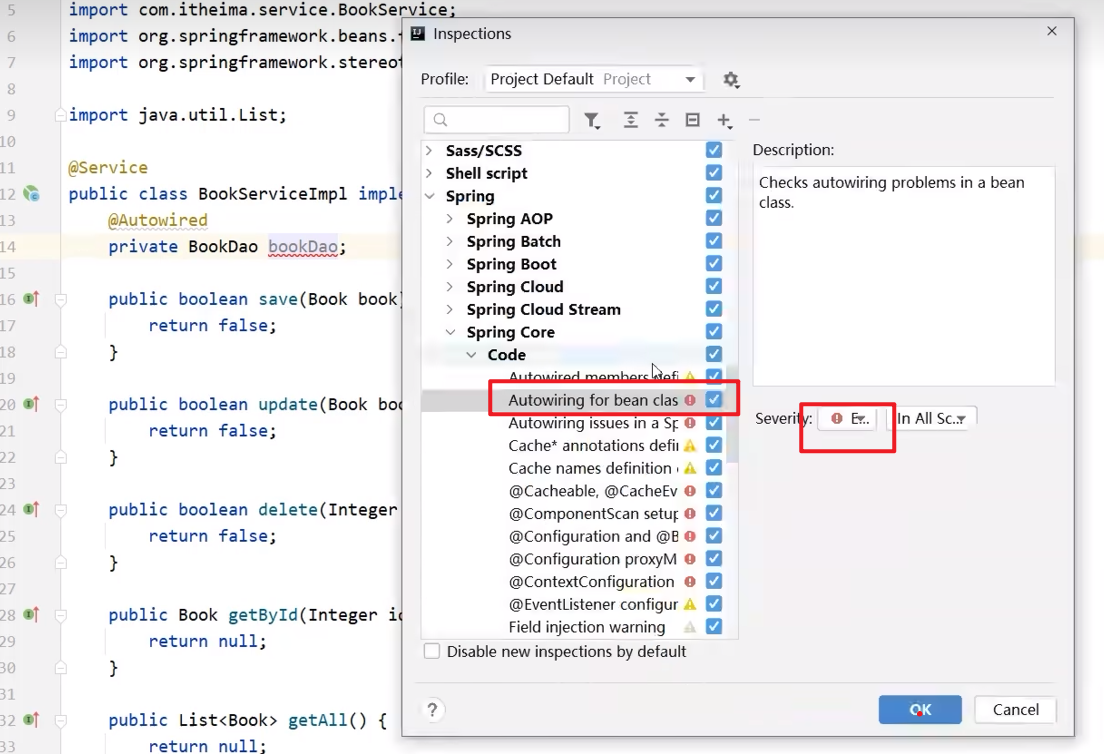 5 import com.itheima.service.BookService;
6 import org.springframework.beans.
7 import org.springframework.stereot
8
9 import java.util.List;
10
11 @Service
12 public class BookServiceImpl imple
13 @Autowired
14 private BookDao bookDao;
15
16 public boolean save(Book book)
17 return false;
18 }
19
20 public boolean update(Book boo
21 return false;
22 }
23
24 public boolean delete(Integer
25 return false;
26 }
27
28 public Book getById(Integer i
29 return null;
30 }
31
32 public List<Book> getAll() {
33 return null;
Inspections
Profile: Project Default Project
Sass/SCSS
Shell script
Spring
Spring AOP
Spring Batch
Spring Boot
Spring Cloud
Spring Cloud Stream
Spring Core
Code
Autowired members defi
Autowiring for bean clas
Autowiring issues in a Sp
Cache* annotations defi
Cache names definition
@Cacheable, @CacheEv
@ComponentScan setup
@Configuration and @B
@Configuration proxyM
@ContextConfiguration
@EventListener configur
Field injection warning
Disable new inspections by default
Description:
Checks autowiring problems in a bean
class.
Severity: E... In All Sc...
? OK Cancel